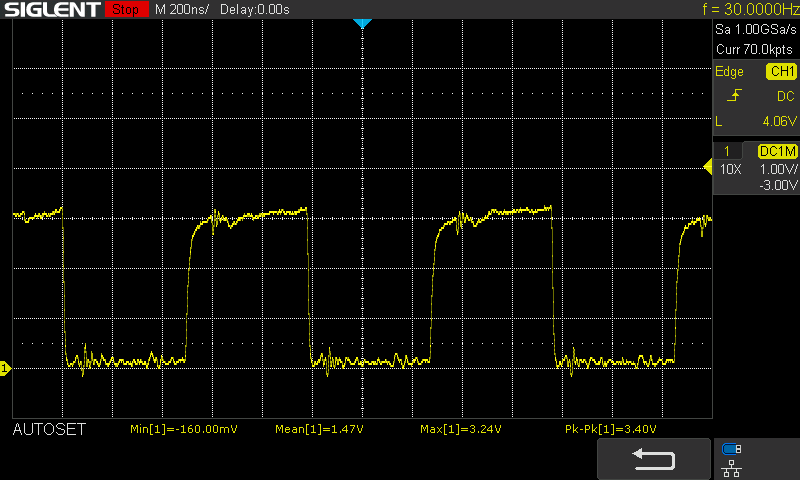 SIGLENT Stop M 200ns/ Delay:0.00s f = 30.0000Hz
Sa 1.00GSa/s
Curr 70.0kpts
Edge CH1
DC
L 4.06V
1 DC1M
10X 1.00V/
-3.00V
1
AUTOSET Min[1]=-160.00mV Mean[1]=1.47V Max[1]=3.24V Pk-Pk[1]=3.40V